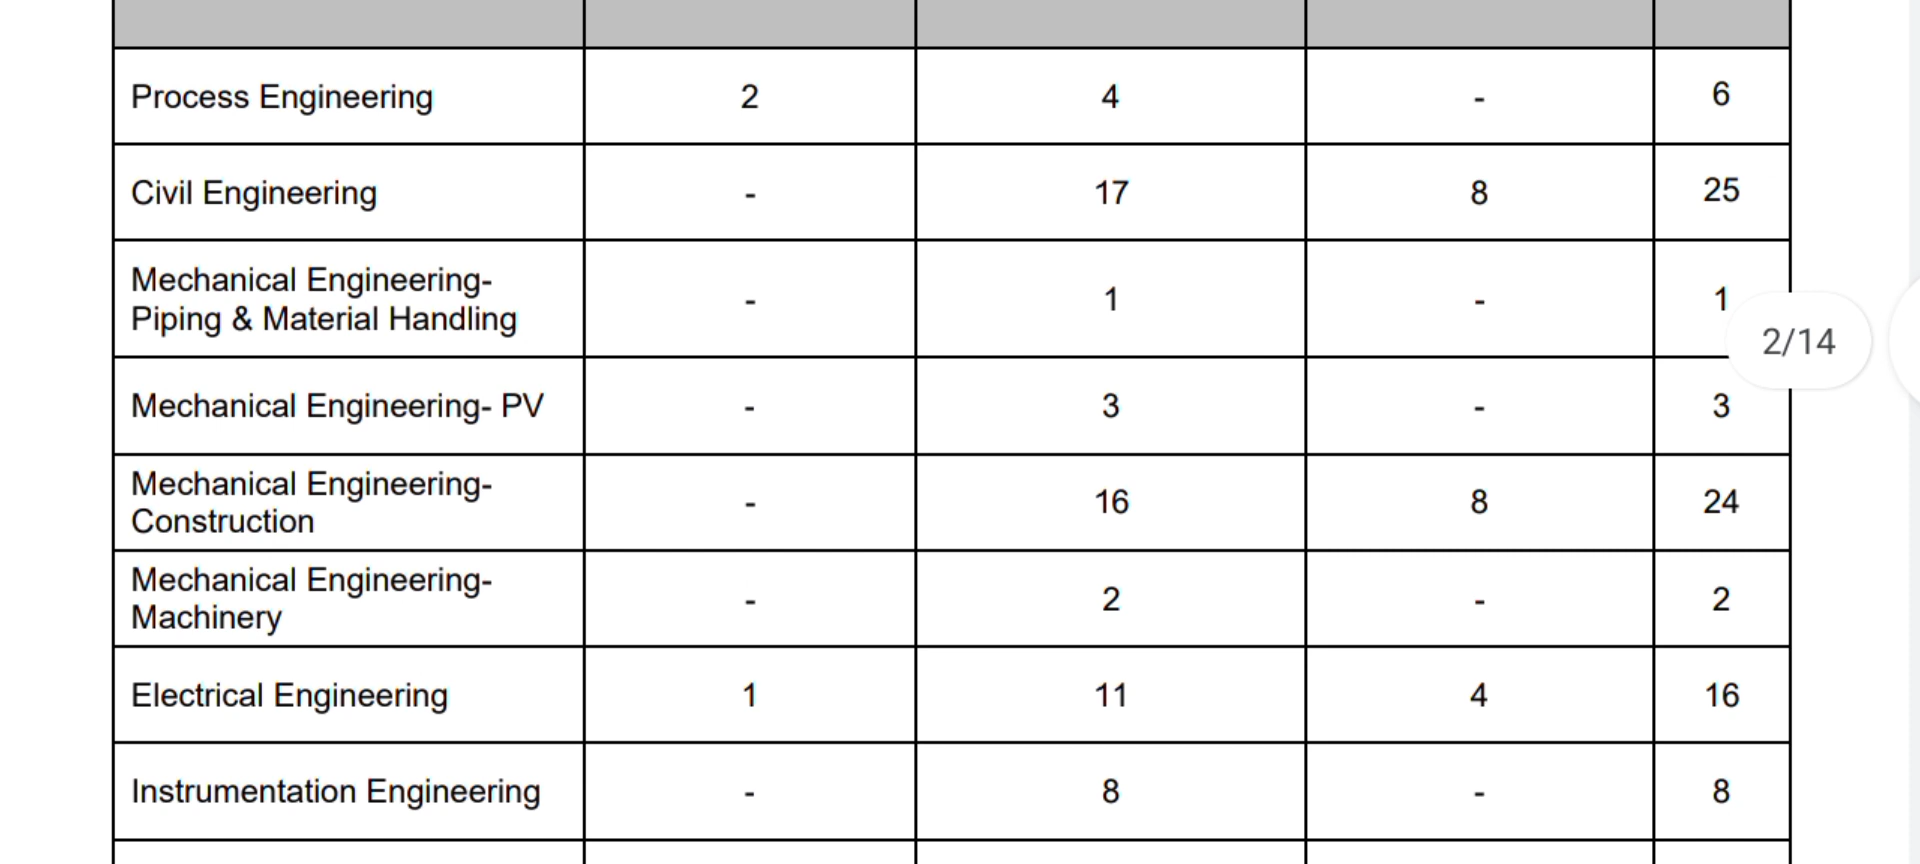 Process Engineering 2 4 - 6
Civil Engineering - 17 8 25
Mechanical Engineering-
Piping & Material Handling - 1 - 1
2/14
Mechanical Engineering- PV - 3 - 3
Mechanical Engineering-
Construction - 16 8 24
Mechanical Engineering-
Machinery - 2 - 2
Electrical Engineering 1 11 4 16
Instrumentation Engineering - 8 - 8